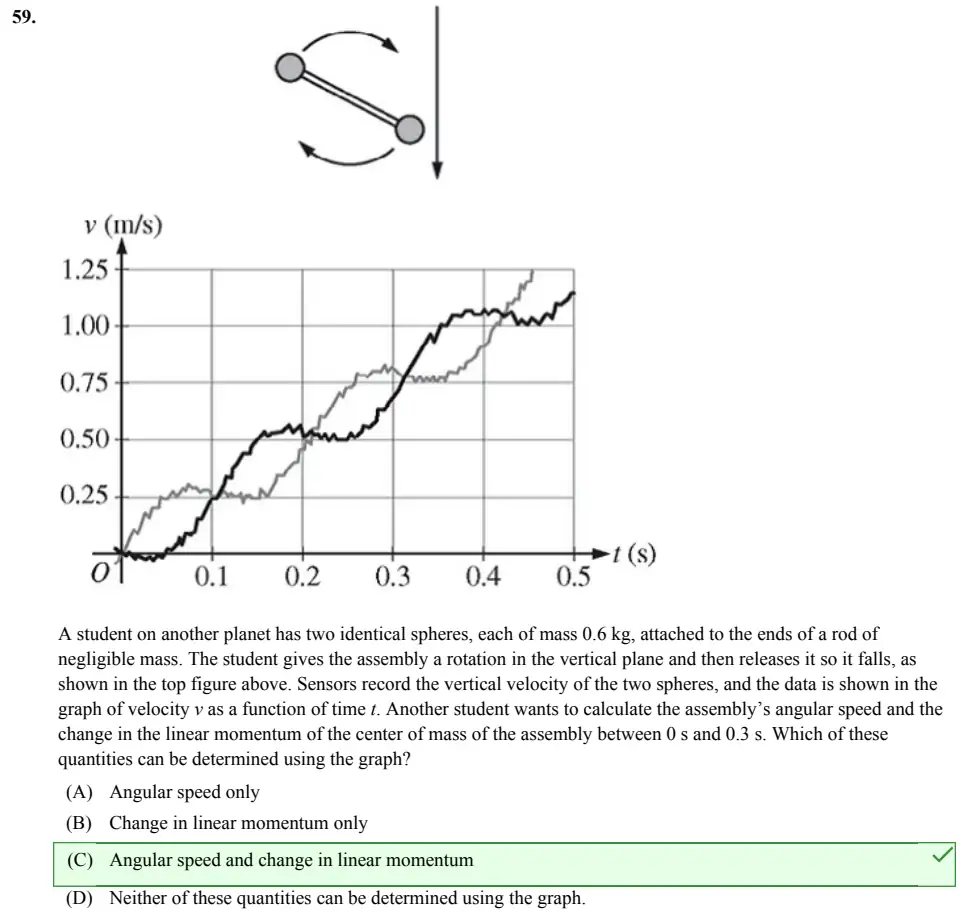 59.
v (m/s)
1.25
1.00
0.75
0.50
0.25
O 0.1 0.2 0.3 0.4 0.5 t (s)
A student on another planet has two identical spheres, each of mass 0.6 kg, attached to the ends of a rod of
negligible mass. The student gives the assembly a rotation in the vertical plane and then releases it so it falls, as
shown in the top figure above. Sensors record the vertical velocity of the two spheres, and the data is shown in the
graph of velocity v as a function of time t. Another student wants to calculate the assembly’s angular speed and the
change in the linear momentum of the center of mass of the assembly between 0 s and 0.3 s. Which of these
quantities can be determined using the graph?
(A) Angular speed only
(B) Change in linear momentum only
(C) Angular speed and change in linear momentum
(D) Neither of these quantities can be determined using the graph.